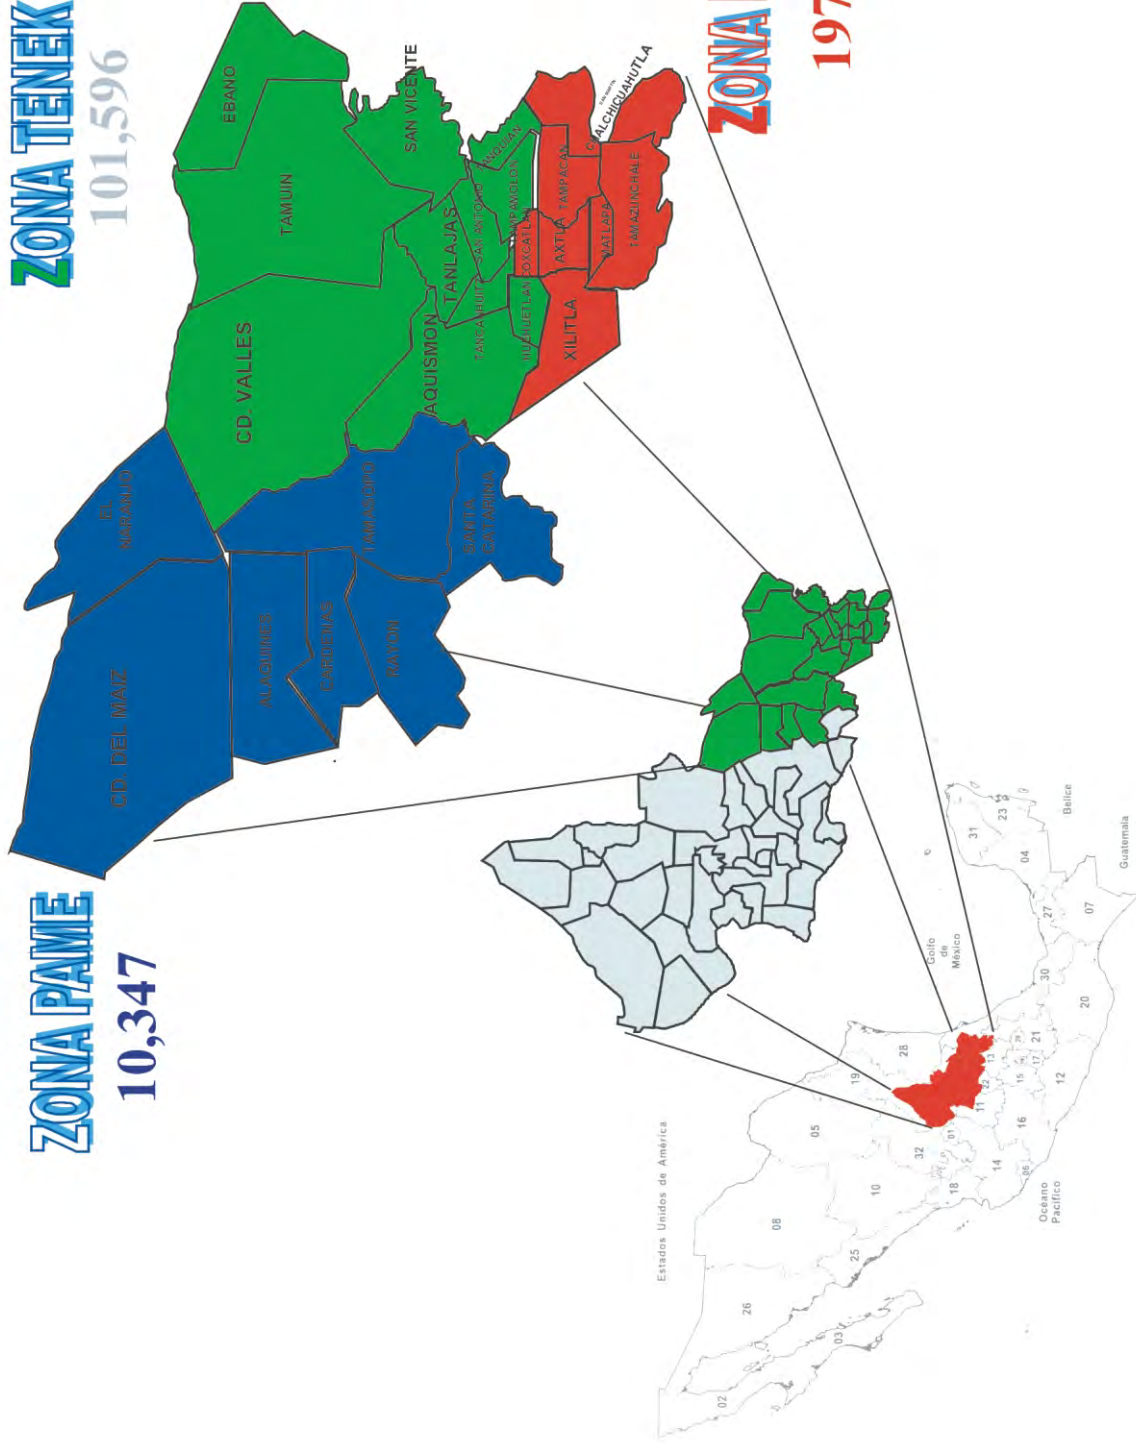 ZONA TENEK
101,596
ZONA
197
ZONA PAME
10,347
EBANO
TAMUIN
SAN VICENTE
CD. VALLES
TANLAJAS
SAN ANTONIO
TANQUIAN
AQUISMON
HUEHUETLAN
COXCATLAN
AXTLA
TAMPACAN
MATLAPA
TAMAZUNCHALE
XILITLA
EL
NARANJO
TAMASOPO
SANTA
CATARINA
CD. DEL MAIZ
ALAQUINES
CARDENAS
RAYON
Estados Unidos de América
Golfo
de
México
Océano
Pacífico
Belice
Guatemala
02
03
26
08
25
10
05
19
28
32
18
01
14
06
11
22
16
13
15
17
21
12
30
20
27
07
04
31
23